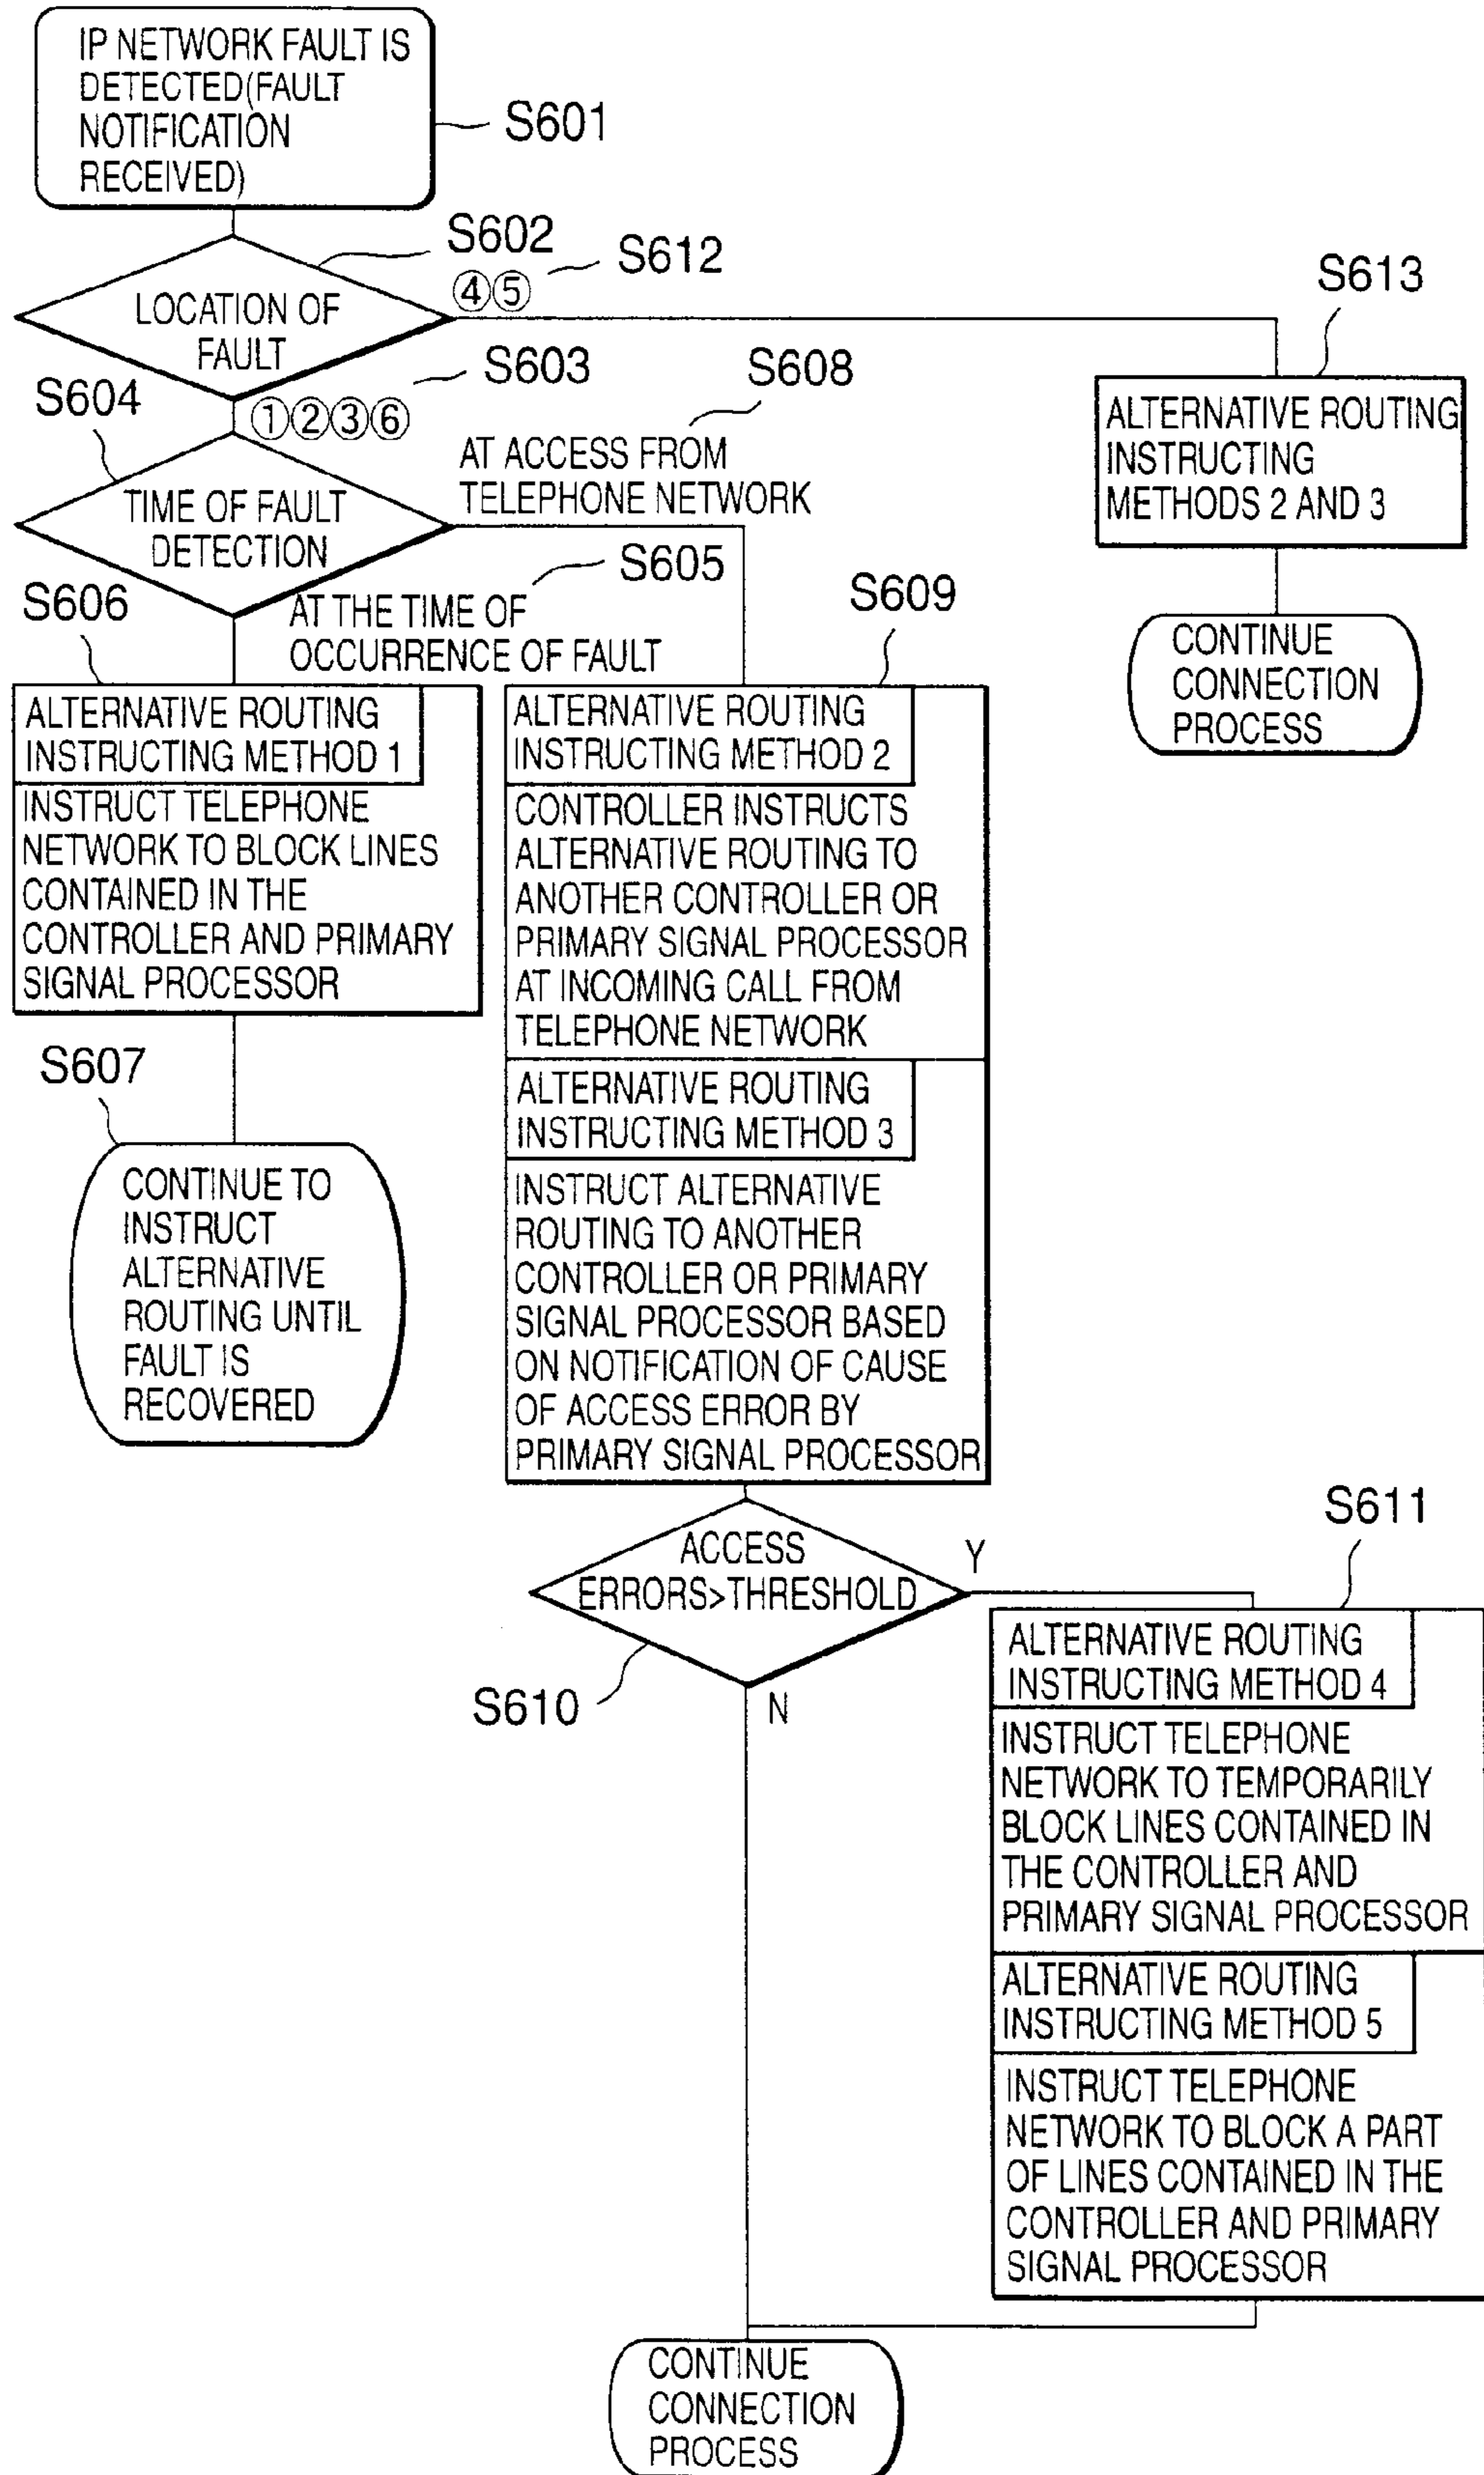 IP NETWORK FAULT IS
DETECTED(FAULT
NOTIFICATION
RECEIVED)
S601
S602
S612
④⑤
LOCATION OF
FAULT
S613
S603
①②③⑥
S604
S608
AT ACCESS FROM
TELEPHONE NETWORK
ALTERNATIVE ROUTING
INSTRUCTING
METHODS 2 AND 3
TIME OF FAULT
DETECTION
S605
AT THE TIME OF
OCCURRENCE OF FAULT
S606
S609
CONTINUE
CONNECTION
PROCESS
ALTERNATIVE ROUTING
INSTRUCTING METHOD 1
INSTRUCT TELEPHONE
NETWORK TO BLOCK LINES
CONTAINED IN THE
CONTROLLER AND PRIMARY
SIGNAL PROCESSOR
S607
CONTINUE TO
INSTRUCT
ALTERNATIVE
ROUTING UNTIL
FAULT IS
RECOVERED
ALTERNATIVE ROUTING
INSTRUCTING METHOD 2
CONTROLLER INSTRUCTS
ALTERNATIVE ROUTING TO
ANOTHER CONTROLLER OR
PRIMARY SIGNAL PROCESSOR
AT INCOMING CALL FROM
TELEPHONE NETWORK
ALTERNATIVE ROUTING
INSTRUCTING METHOD 3
INSTRUCT ALTERNATIVE
ROUTING TO ANOTHER
CONTROLLER OR PRIMARY
SIGNAL PROCESSOR BASED
ON NOTIFICATION OF CAUSE
OF ACCESS ERROR BY
PRIMARY SIGNAL PROCESSOR
ACCESS
ERRORS>THRESHOLD
Y
S611
S610
N
ALTERNATIVE ROUTING
INSTRUCTING METHOD 4
INSTRUCT TELEPHONE
NETWORK TO TEMPORARILY
BLOCK LINES CONTAINED IN
THE CONTROLLER AND
PRIMARY SIGNAL PROCESSOR
ALTERNATIVE ROUTING
INSTRUCTING METHOD 5
INSTRUCT TELEPHONE
NETWORK TO BLOCK A PART
OF LINES CONTAINED IN THE
CONTROLLER AND PRIMARY
SIGNAL PROCESSOR
CONTINUE
CONNECTION
PROCESS